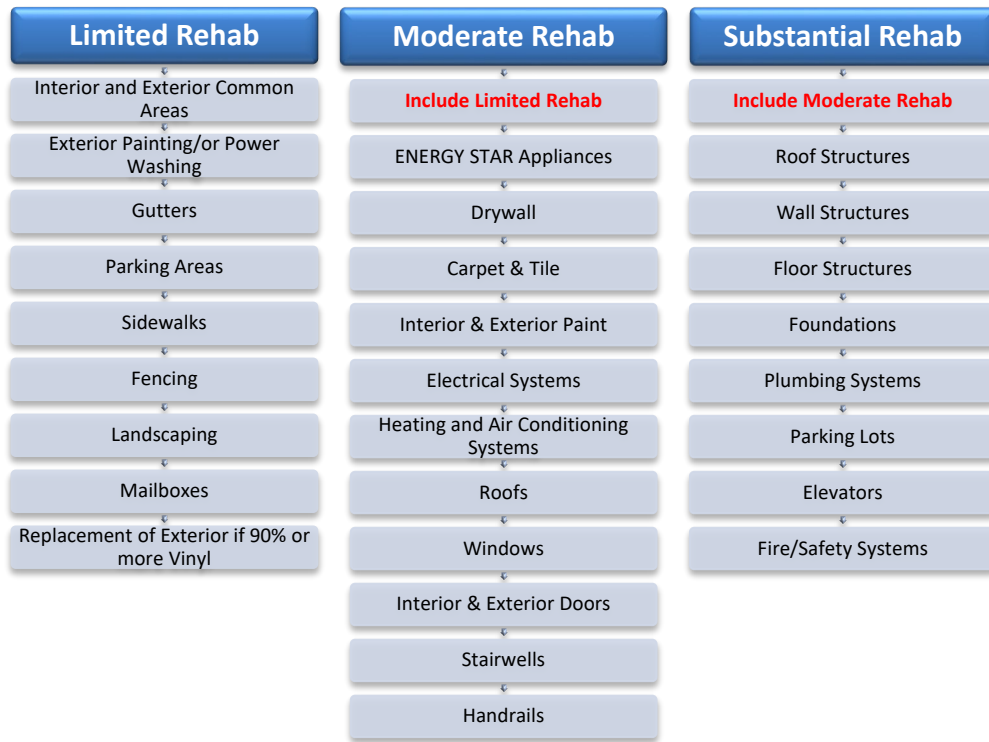 Limited Rehab
Interior and Exterior Common
Areas
Exterior Painting/or Power
Washing
Gutters
Parking Areas
Sidewalks
Fencing
Landscaping
Mailboxes
Replacement of Exterior if 90% or
more Vinyl
Moderate Rehab
Include Limited Rehab
ENERGY STAR Appliances
Drywall
Carpet & Tile
Interior & Exterior Paint
Electrical Systems
Heating and Air Conditioning
Systems
Roofs
Windows
Interior & Exterior Doors
Stairwells
Handrails
Substantial Rehab
Include Moderate Rehab
Roof Structures
Wall Structures
Floor Structures
Foundations
Plumbing Systems
Parking Lots
Elevators
Fire/Safety Systems